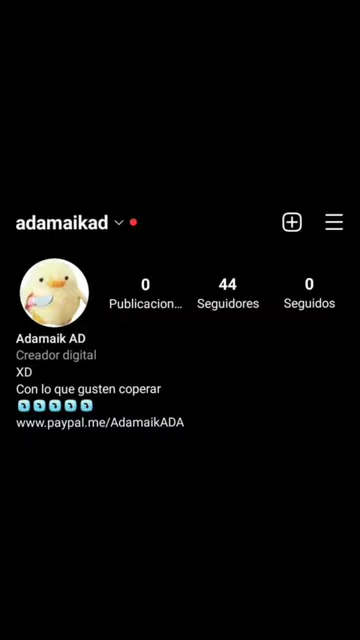 adamaikad
0 44 0
Publicacion... Seguidores Seguidos
Adamaik AD
Creador digital
XD
Con lo que gusten coperar
⤵️⤵️⤵️⤵️⤵️
www.paypal.me/AdamaikADA